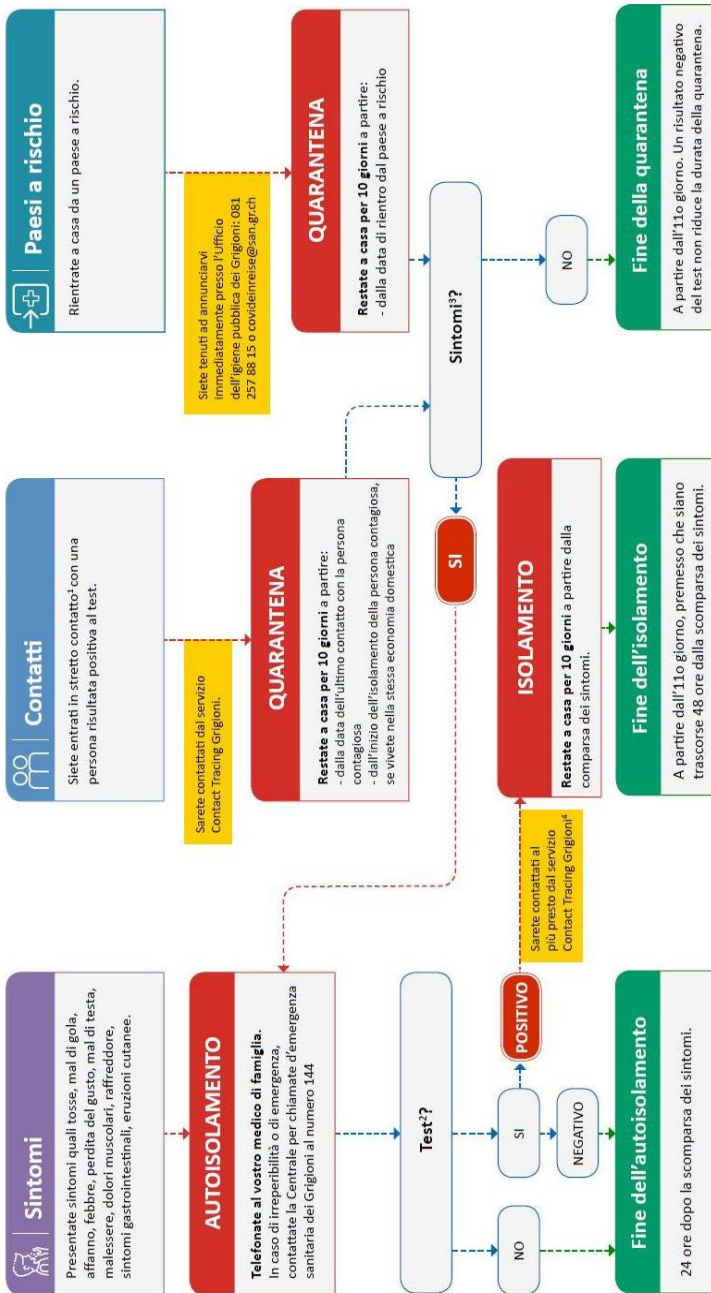 Sintomi
Presentate sintomi quali tosse, mal di gola,
affanno, febbre, perdita del gusto, mal di testa,
malessere, dolori muscolari, raffreddore,
sintomi gastrointestinali, eruzioni cutanee.
AUTOISOLAMENTO
Telefonate al vostro medico di famiglia.
In caso di irreperibilità o di emergenza,
contattate la Centrale per chiamate d'emergenza
sanitaria dei Grigioni al numero 144
Test²?
NO
SI
POSITIVO
NEGATIVO
Fine dell'autoisolamento
24 ore dopo la scomparsa dei sintomi.
Contatti
Siete entrati in stretto contatto¹ con una
persona risultata positiva al test.
Sarete contattati dal servizio
Contact Tracing Grigioni.
QUARANTENA
Restate a casa per 10 giorni a partire:
- dalla data dell'ultimo contatto con la persona
contagiosa
- dall'inizio dell'isolamento della persona contagiosa,
se vivete nella stessa economia domestica
SI
Sarete contattati al
più presto dal servizio
Contact Tracing Grigioni⁴
ISOLAMENTO
Restate a casa per 10 giorni a partire dalla
comparsa dei sintomi.
Fine dell'isolamento
A partire dall'11o giorno, premesso che siano
trascorse 48 ore dalla scomparsa dei sintomi.
Paesi a rischio
Rientrate a casa da un paese a rischio.
Siete tenuti ad annunciarvi
immediatamente presso l'Ufficio
dell'igiene pubblica dei Grigioni: 081
257 88 15 o covideinreise@san.gr.ch
QUARANTENA
Restate a casa per 10 giorni a partire:
- dalla data di rientro dal paese a rischio
Sintomi³?
NO
Fine della quarantena
A partire dall'11o giorno. Un risultato negativo
del test non riduce la durata della quarantena.